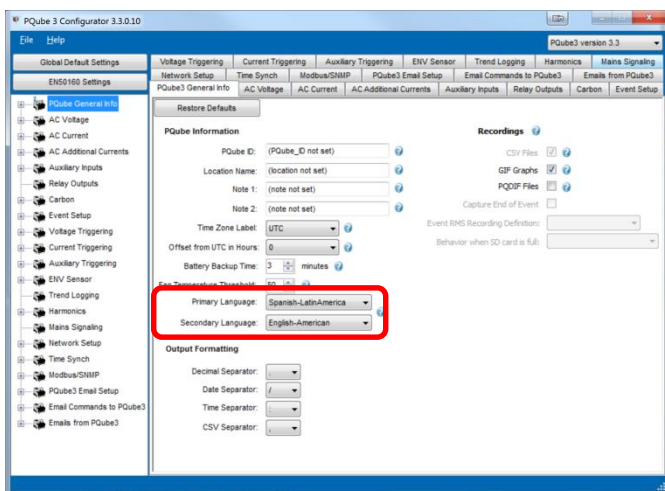 PQube 3 Configurator 3.3.0.10
File Help
PQube3 version 3.3
Global Default Settings
EN50160 Settings
PQube General Info
AC Voltage
AC Current
AC Additional Currents
Auxiliary Inputs
Relay Outputs
Carbon
Event Setup
Voltage Triggering
Current Triggering
Auxiliary Triggering
ENV Sensor
Trend Logging
Harmonics
Mains Signaling
Network Setup
Time Synch
Modbus/SNMP
PQube3 Email Setup
Email Commands to PQube3
Emails from PQube3
Voltage Triggering Current Triggering Auxiliary Triggering ENV Sensor Trend Logging Harmonics Mains Signaling
Network Setup Time Synch Modbus/SNMP PQube3 Email Setup Email Commands to PQube3 Emails from PQube3
PQube3 General Info AC Voltage AC Current AC Additional Currents Auxiliary Inputs Relay Outputs Carbon Event Setup
Restore Defaults
PQube Information
PQube ID: (PQube_ID not set)
Location Name: (location not set)
Note 1: (note not set)
Note 2: (note not set)
Time Zone Label: UTC
Offset from UTC in Hours: 0
Battery Backup Time: 3 minutes
Fan Temperature Threshold: 50
Primary Language: Spanish-LatinAmerica
Secondary Language: English-American
Output Formatting
Decimal Separator: .
Date Separator: /
Time Separator: :
CSV Separator: ,
Recordings
CSV Files
GIF Graphs
PQDIF Files
Capture End of Event
Event RMS Recording Definition:
Behavior when SD card is full: